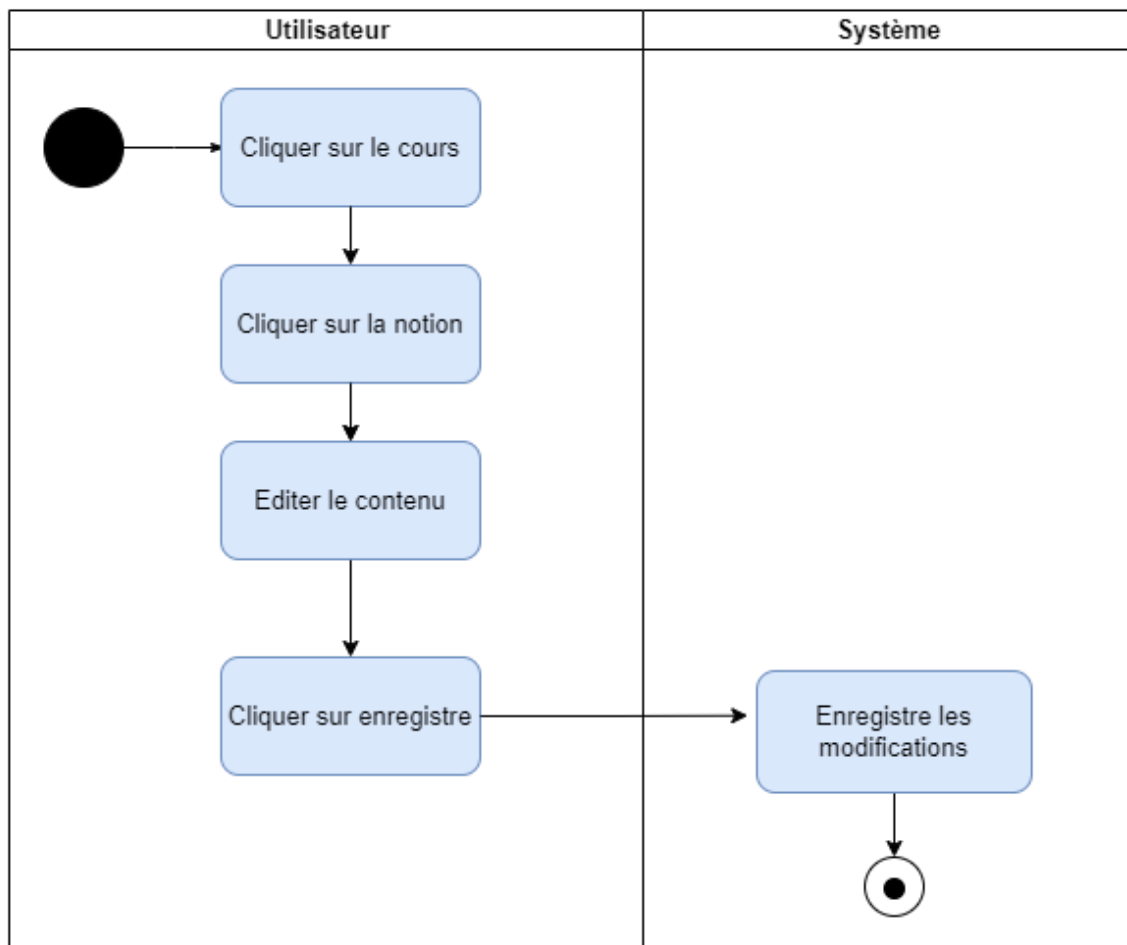 Utilisateur
Système
Cliquer sur le cours
Cliquer sur la notion
Editer le contenu
Cliquer sur enregistre
Enregistre les
modifications